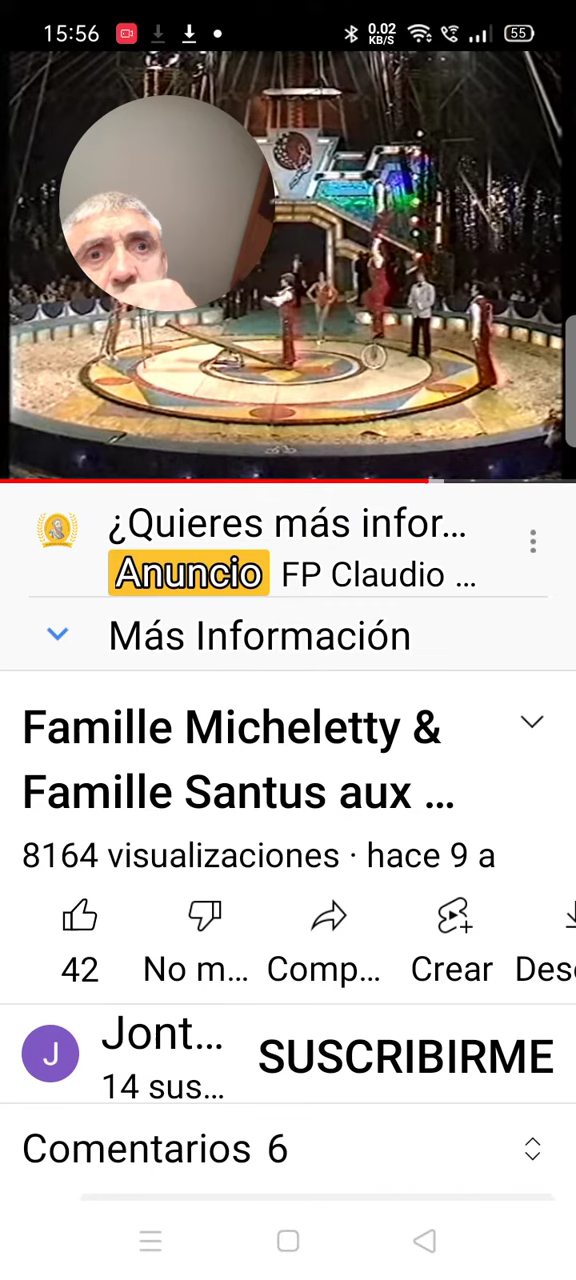 15:56
0.02
KB/S
55
¿Quieres más infor...
Anuncio FP Claudio ...
Más Información
Famille Micheletty &
Famille Santus aux ...
8164 visualizaciones · hace 9 a
42 No m... Comp... Crear Des
J
Jont...
SUSCRIBIRME
14 sus...
Comentarios 6